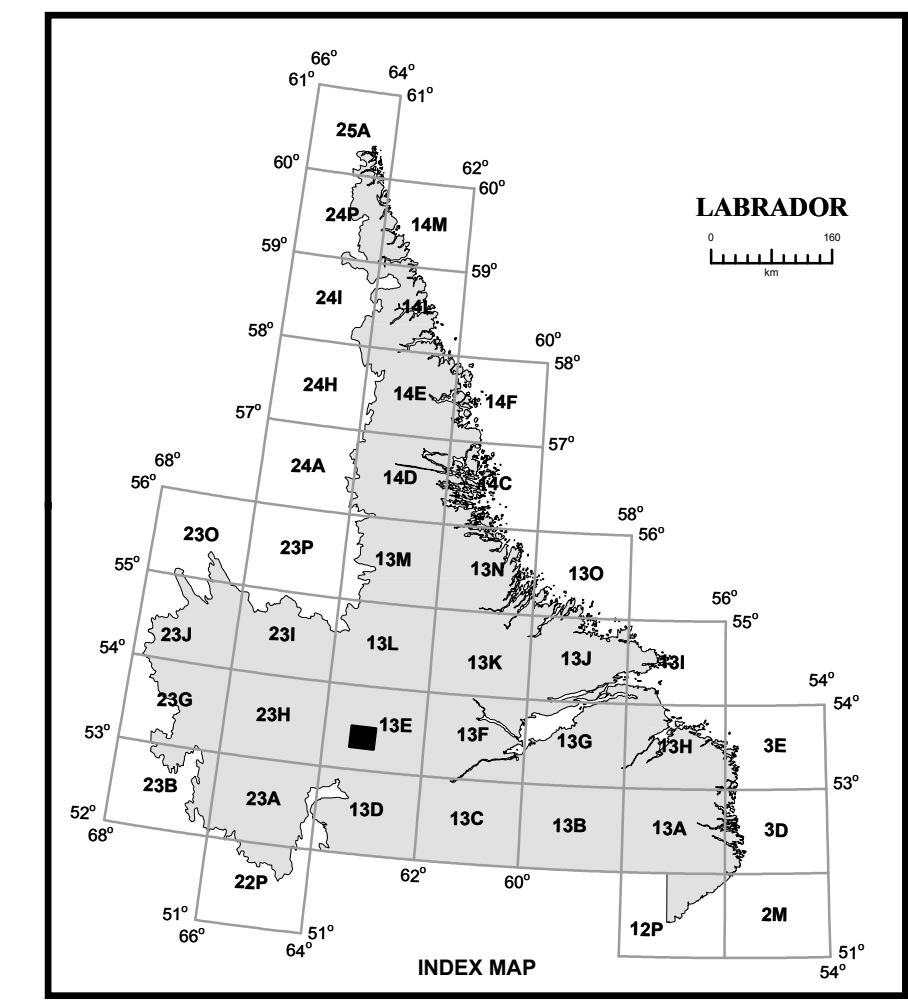 66°
61°
64°
61°
25A
60°
62°
60°
LABRADOR
24P
14M
0 160
km
59°
59°
24I
14L
58°
60°
58°
24H
14E
14F
57°
57°
24A
14D
14C
68°
56°
58°
56°
23O
23P
13M
13N
13O
55°
56°
55°
23J
23I
13L
13K
13J
13I
54°
54°
54°
23G
23H
13E
13F
13G
13H
3E
53°
53°
23B
23A
13D
13C
13B
13A
3D
52°
68°
62°
60°
22P
51°
66°
51°
64°
12P
2M
51°
54°
INDEX MAP